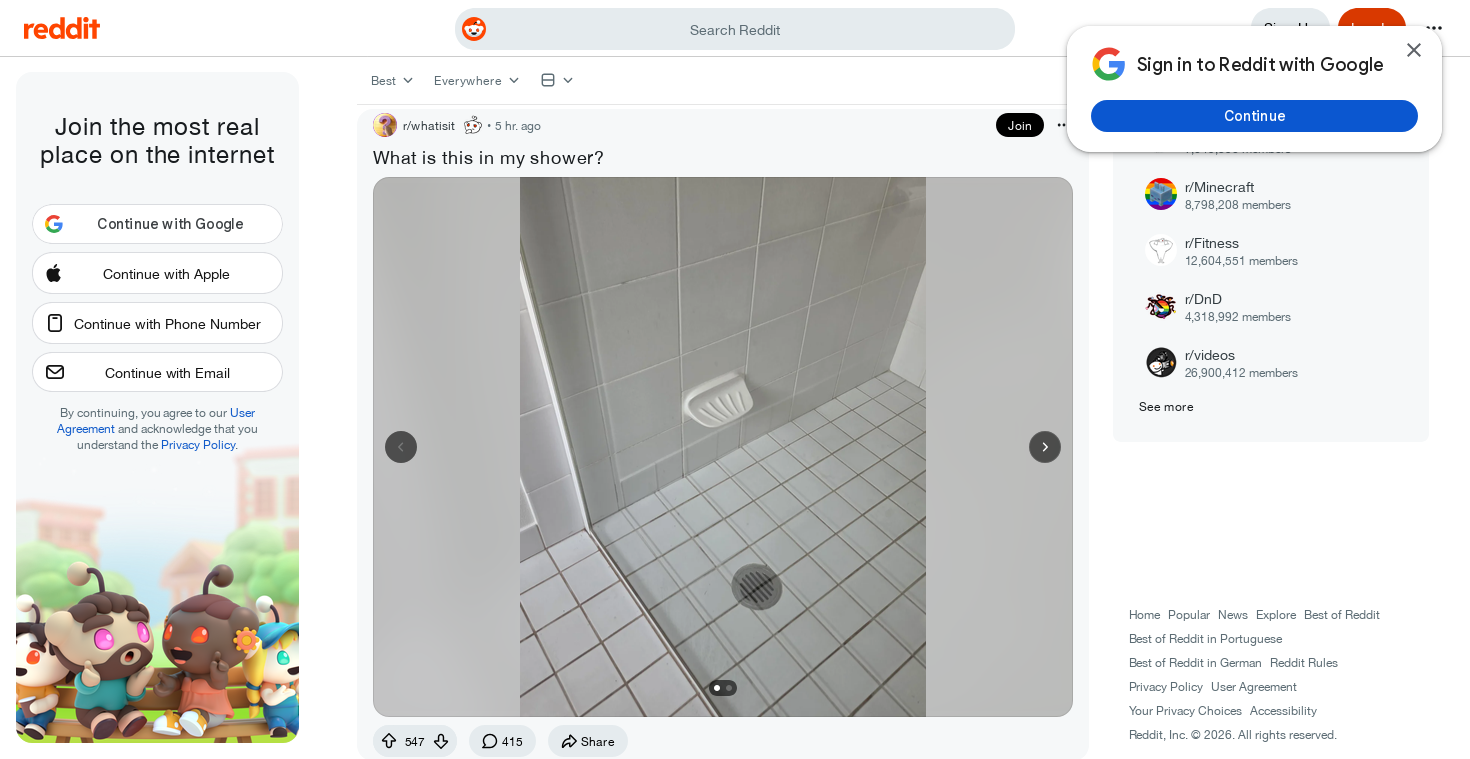 reddit
Search Reddit
Sign in to Reddit with Google
Continue
Join the most real
place on the internet
Continue with Google
Continue with Apple
Continue with Phone Number
Continue with Email
By continuing, you agree to our User
Agreement and acknowledge that you
understand the Privacy Policy.
Best
Everywhere
r/whatisit • 5 hr. ago
Join
What is this in my shower?
547
415
Share
r/Minecraft
8,798,208 members
r/Fitness
12,604,551 members
r/DnD
4,318,992 members
r/videos
26,900,412 members
See more
Home Popular News Explore Best of Reddit
Best of Reddit in Portuguese
Best of Reddit in German Reddit Rules
Privacy Policy User Agreement
Your Privacy Choices Accessibility
Reddit, Inc. © 2026. All rights reserved.